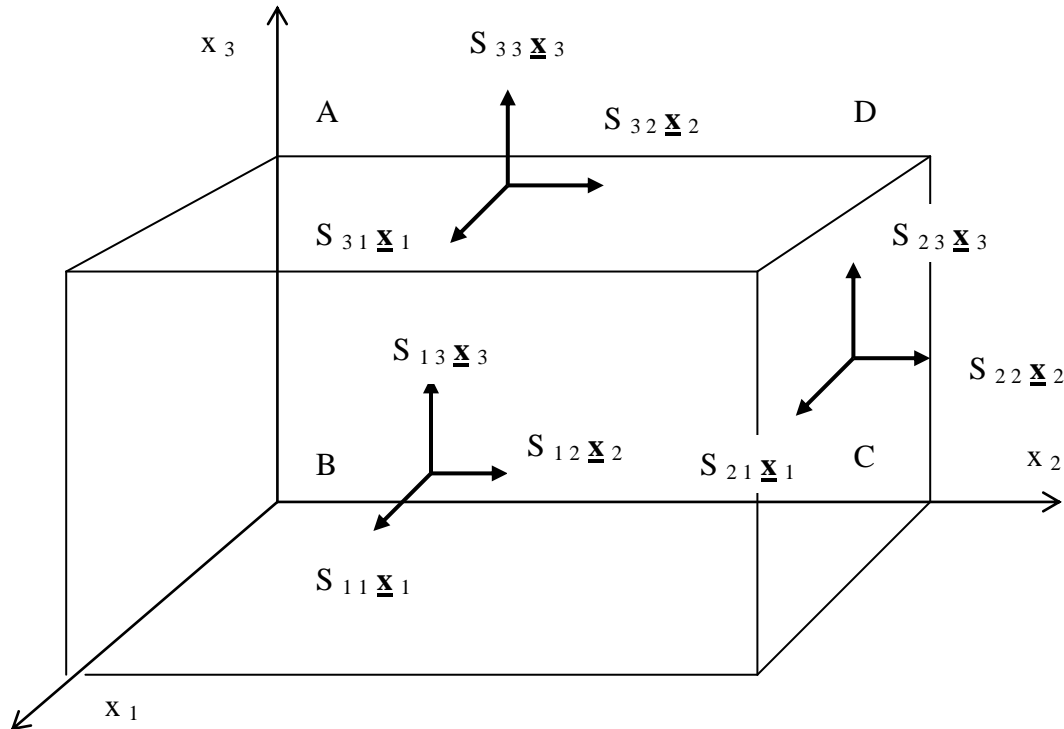 x 3
S 3 3 x 3
A
S 3 2 x 2
D
S 3 1 x 1
S 2 3 x 3
S 1 3 x 3
S 2 2 x 2
B
S 1 2 x 2
S 2 1 x 1
C
x 2
S 1 1 x 1
x 1